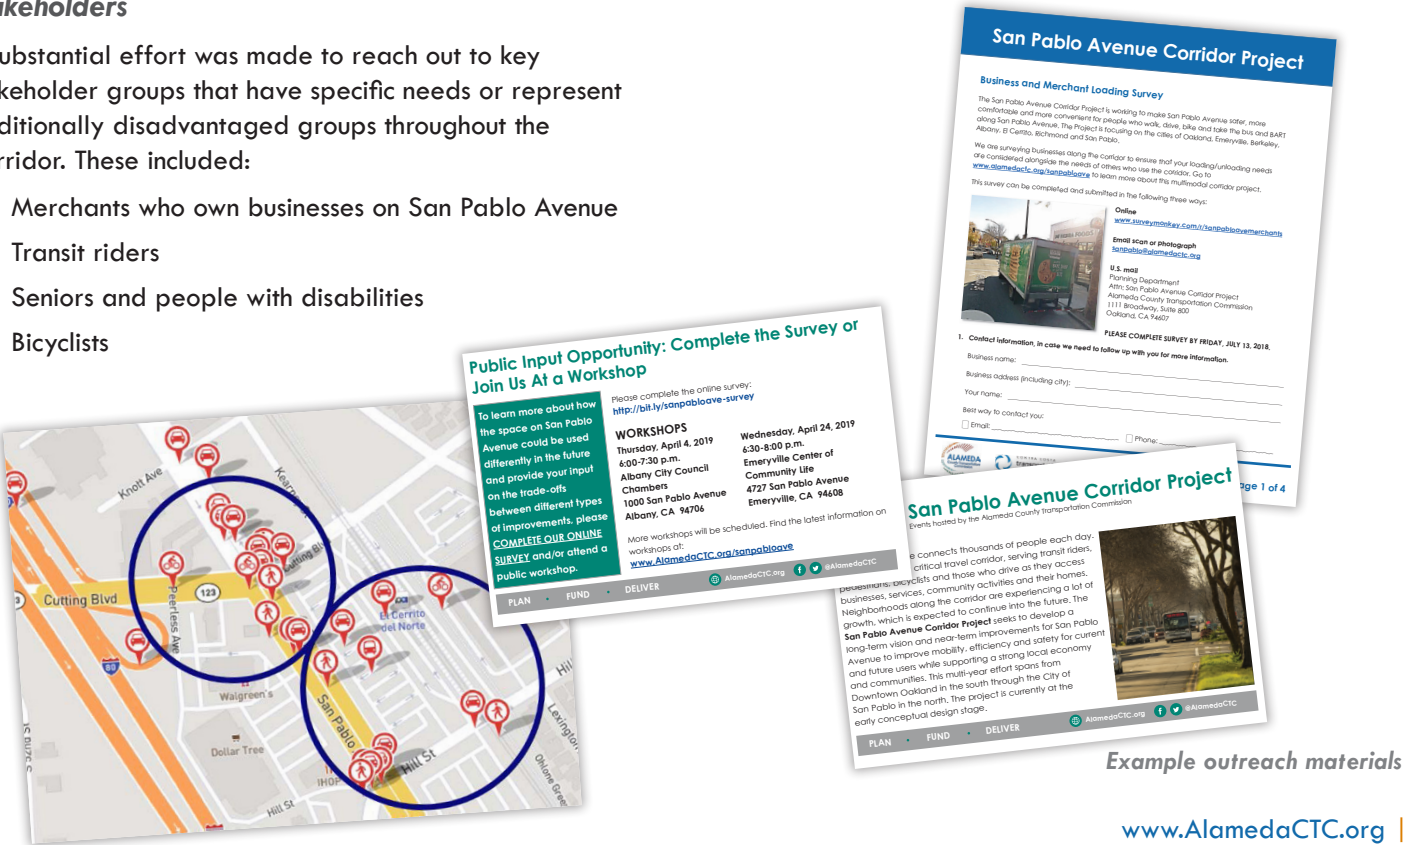 akeholders
ubstantial effort was made to reach out to key
keholder groups that have specific needs or represent
ditionally disadvantaged groups throughout the
rridor. These included:
Merchants who own businesses on San Pablo Avenue
Transit riders
Seniors and people with disabilities
Bicyclists
San Pablo Avenue Corridor Project
Business and Merchant Loading Survey
The San Pablo Avenue Corridor Project is working to make San Pablo Avenue safer, more
comfortable and more convenient for people who walk, drive, bike and take the bus and BART
along San Pablo Avenue. The Project is focusing on the cities of Oakland, Emeryville, Berkeley,
Albany, El Cerrito, Richmond and San Pablo.
We are surveying businesses along the corridor to ensure that your loading/unloading needs
are considered alongside the needs of others who use the corridor. Go to
www.alamedactc.org/sanpabloave to learn more about this multimodal corridor project.
This survey can be completed and submitted in the following three ways:
Online
www.surveymonkey.com/r/sanpabloavemerchants
Email scan or photograph
sanpablo@alamedactc.org
U.S. mail
Planning Department
Attn: San Pablo Avenue Corridor Project
Alameda County Transportation Commission
1111 Broadway, Suite 800
Oakland, CA 94607
PLEASE COMPLETE SURVEY BY FRIDAY, JULY 13, 2018.
1. Contact information, in case we need to follow up with you for more information.
Business name:
Business address (including city):
Your name:
Best way to contact you:
Email:
Phone:
ALAMEDA
age 1 of 4
Public Input Opportunity: Complete the Survey or
Join Us At a Workshop
To learn more about how
the space on San Pablo
Avenue could be used
differently in the future
and provide your input
on the trade-offs
between different types
of improvements, please
COMPLETE OUR ONLINE
SURVEY and/or attend a
public workshop.
Please complete the online survey:
http://bit.ly/sanpabloave-survey
WORKSHOPS
Thursday, April 4, 2019
6:00-7:30 p.m.
Albany City Council
Chambers
1000 San Pablo Avenue
Albany, CA 94706
Wednesday, April 24, 2019
6:30-8:00 p.m.
Emeryville Center of
Community Life
4727 San Pablo Avenue
Emeryville, CA 94608
More workshops will be scheduled. Find the latest information on
workshops at:
www.AlamedaCTC.org/sanpabloave
PLAN • FUND • DELIVER AlamedaCTC.org @AlamedaCTC
San Pablo Avenue Corridor Project
Events hosted by the Alameda County Transportation Commission
e connects thousands of people each day.
critical travel corridor, serving transit riders,
pedestrians, bicyclists and those who drive as they access
businesses, services, community activities and their homes.
Neighborhoods along the corridor are experiencing a lot of
growth, which is expected to continue into the future. The
San Pablo Avenue Corridor Project seeks to develop a
long-term vision and near-term improvements for San Pablo
Avenue to improve mobility, efficiency and safety for current
and future users while supporting a strong local economy
and communities. This multi-year effort spans from
Downtown Oakland in the south through the City of
San Pablo in the north. The project is currently at the
early conceptual design stage.
PLAN • FUND • DELIVER AlamedaCTC.org @AlamedaCTC
Knott Ave
Kearney
Cutting Blvd
Cutting Blvd
Peerless Ave
123
80
El Cerrito
del Norte
Walgreen's
Dollar Tree
IHOP
San Pablo
Hill St
Hill St
Hil
Lexington
Ohlone Gree
Example outreach materials
www.AlamedaCTC.org |